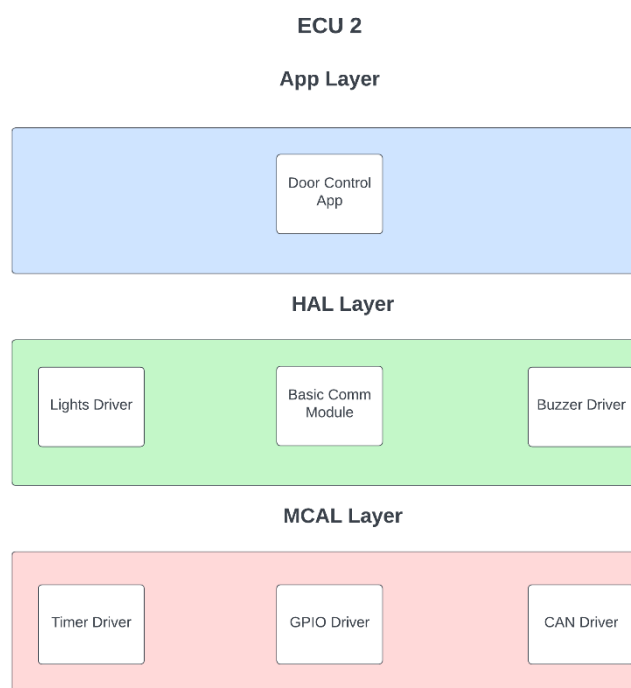 ECU 2
App Layer
Door Control
App
HAL Layer
Lights Driver
Basic Comm
Module
Buzzer Driver
MCAL Layer
Timer Driver
GPIO Driver
CAN Driver